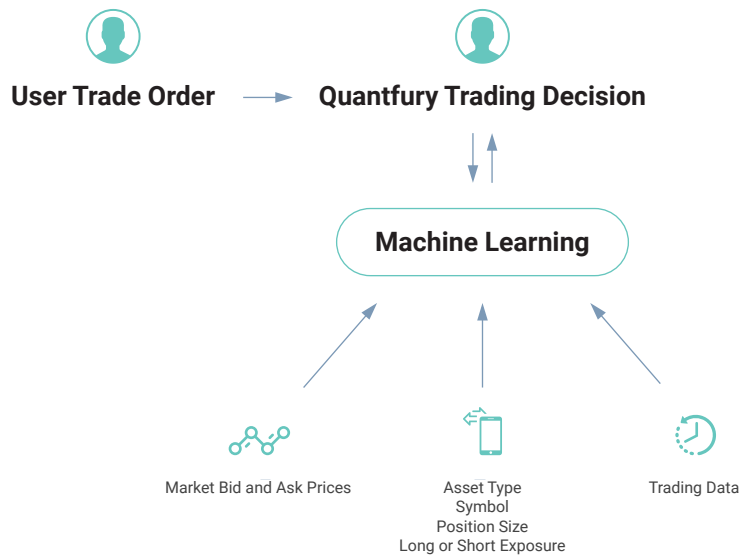 User Trade Order
Quantfury Trading Decision
Machine Learning
Market Bid and Ask Prices
Asset Type
Symbol
Position Size
Long or Short Exposure
Trading Data